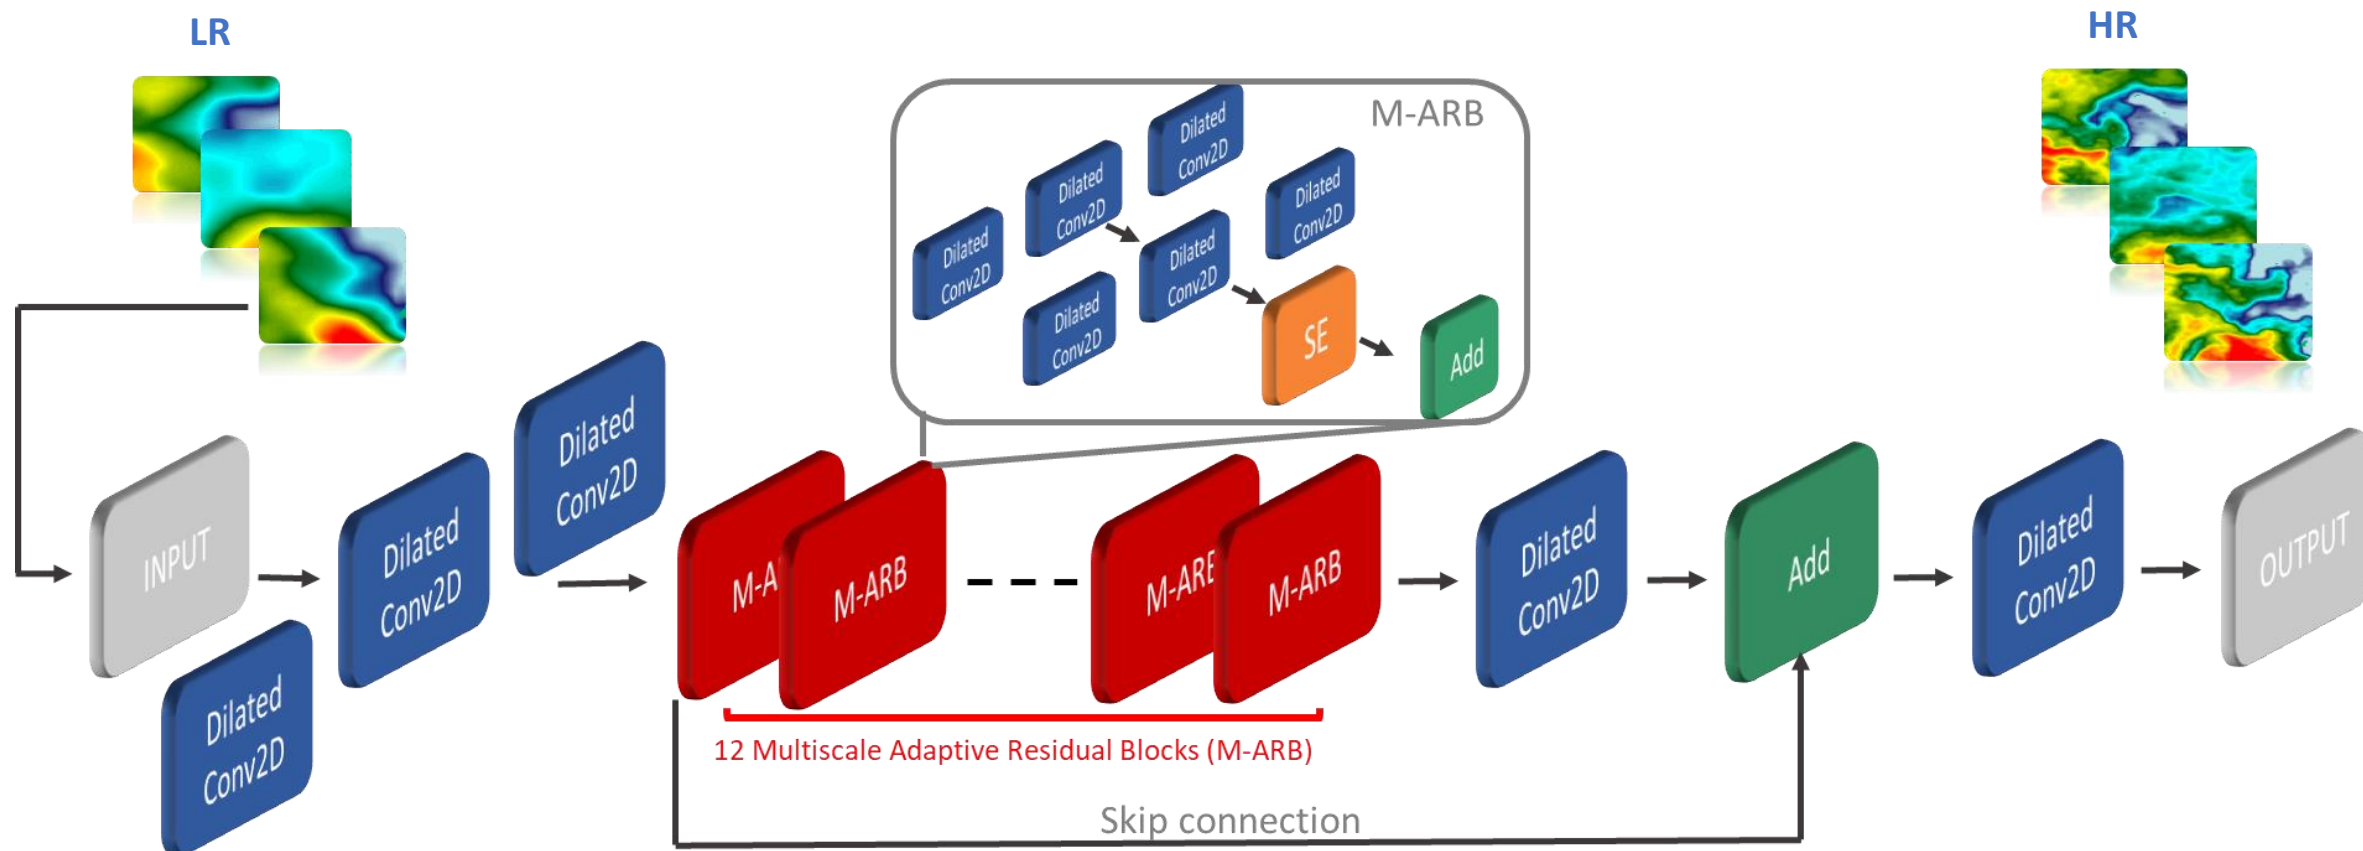 LR
HR
M-ARB
Dilated
Conv2D
Dilated
Conv2D
Dilated
Conv2D
Dilated
Conv2D
Dilated
Conv2D
Dilated
Conv2D
SE
Add
INPUT
Dilated
Conv2D
Dilated
Conv2D
Dilated
Conv2D
M-A
M-ARB
M-ARB
M-ARB
Dilated
Conv2D
Add
Dilated
Conv2D
OUTPUT
12 Multiscale Adaptive Residual Blocks (M-ARB)
Skip connection